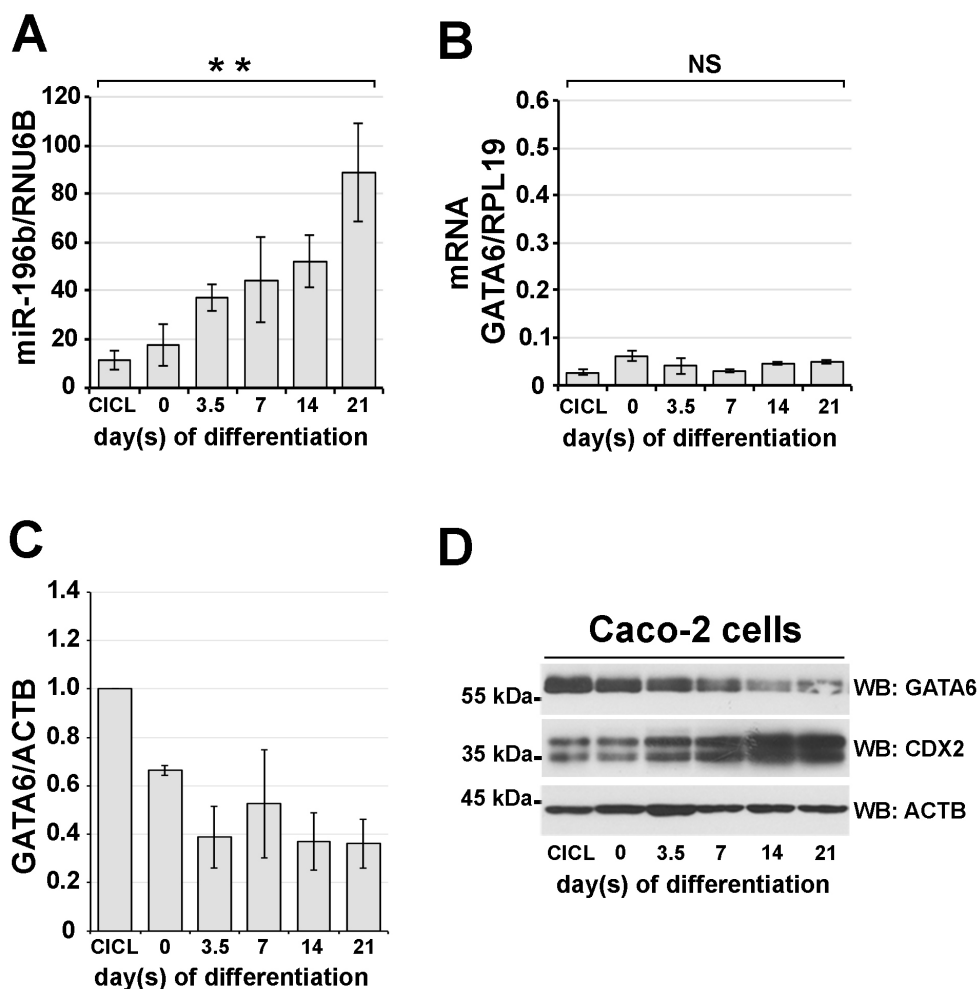 A
* *
120
100
80
60
40
20
0
miR-196b/RNU6B
CICL 0 3.5 7 14 21
day(s) of differentiation
B
NS
0.6
0.5
0.4
0.3
0.2
0.1
0
mRNA
GATA6/RPL19
CICL 0 3.5 7 14 21
day(s) of differentiation
C
1.4
1.2
1.0
0.8
0.6
0.4
0.2
0
GATA6/ACTB
CICL 0 3.5 7 14 21
day(s) of differentiation
D
Caco-2 cells
55 kDa WB: GATA6
35 kDa WB: CDX2
45 kDa WB: ACTB
CICL 0 3.5 7 14 21
day(s) of differentiation